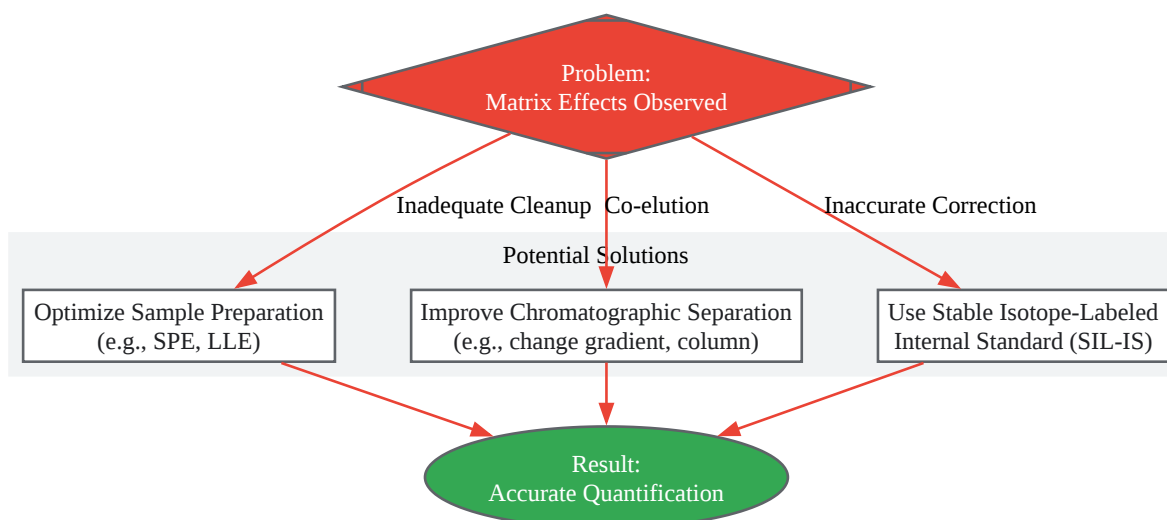 Problem:
Matrix Effects Observed
Inadequate Cleanup
Co-elution
Inaccurate Correction
Potential Solutions
Optimize Sample Preparation
(e.g., SPE, LLE)
Improve Chromatographic Separation
(e.g., change gradient, column)
Use Stable Isotope-Labeled
Internal Standard (SIL-IS)
Result:
Accurate Quantification